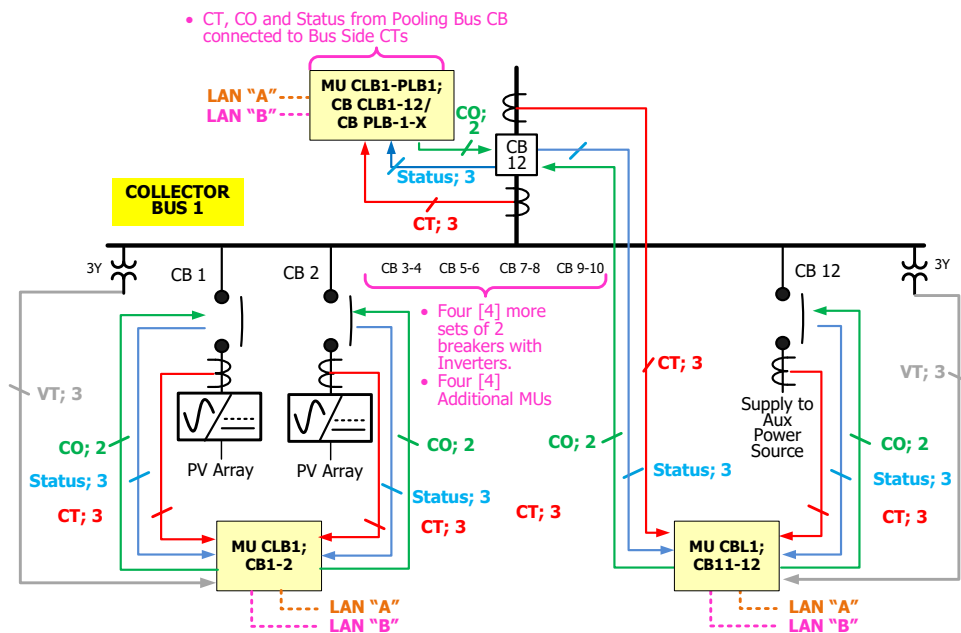 • CT, CO and Status from Pooling Bus CB
connected to Bus Side CTs
MU CLB1-PLB1;
CB CLB1-12/
CB PLB-1-X
LAN “A”
LAN “B”
CO;
2
CB
12
Status; 3
CT; 3
COLLECTOR
BUS 1
3Y
CB 1
CB 2
CB 3-4
CB 5-6
CB 7-8
CB 9-10
CB 12
3Y
• Four [4] more
sets of 2
breakers with
Inverters.
• Four [4]
Additional MUs
CT; 3
VT; 3
VT; 3
Supply to
Aux
Power
Source
CO; 2
CO; 2
CO; 2
CO; 2
PV Array
PV Array
Status; 3
Status; 3
Status; 3
Status; 3
CT; 3
CT; 3
CT; 3
CT; 3
MU CLB1;
CB1-2
MU CBL1;
CB11-12
LAN “A”
LAN “B”
LAN “A”
LAN “B”